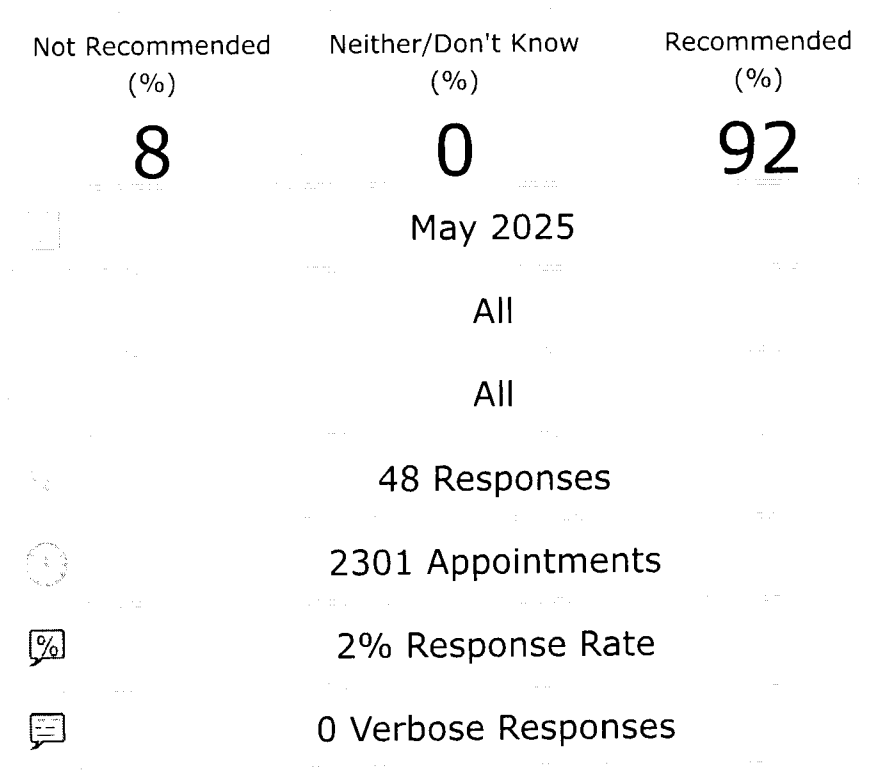 Not Recommended Neither/Don't Know Recommended
(%) (%) (%)
8 0 92
May 2025
All
All
48 Responses
2301 Appointments
% 2% Response Rate
0 Verbose Responses